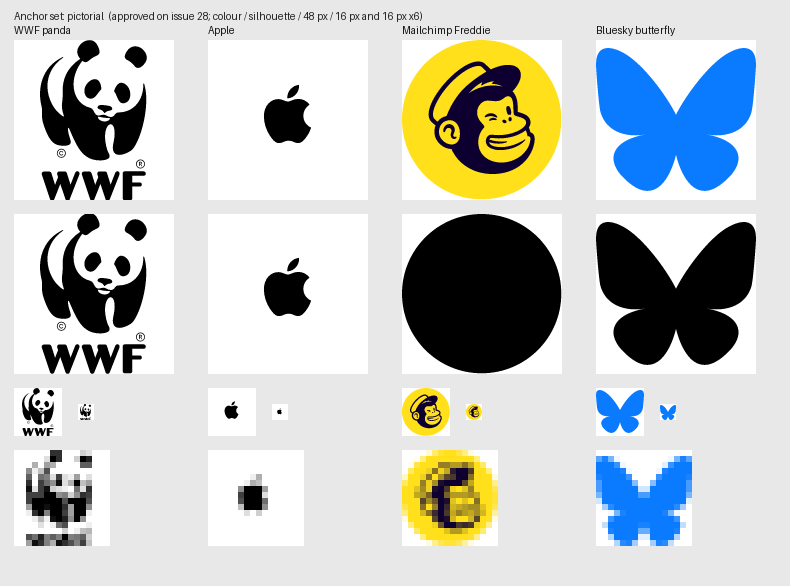 Anchor set: pictorial (approved on issue 28; colour / silhouette / 48 px / 16 px and 16 px x6)
WWF panda
Apple
Mailchimp Freddie
Bluesky butterfly
©
®
WWF
©
®
WWF
WWF